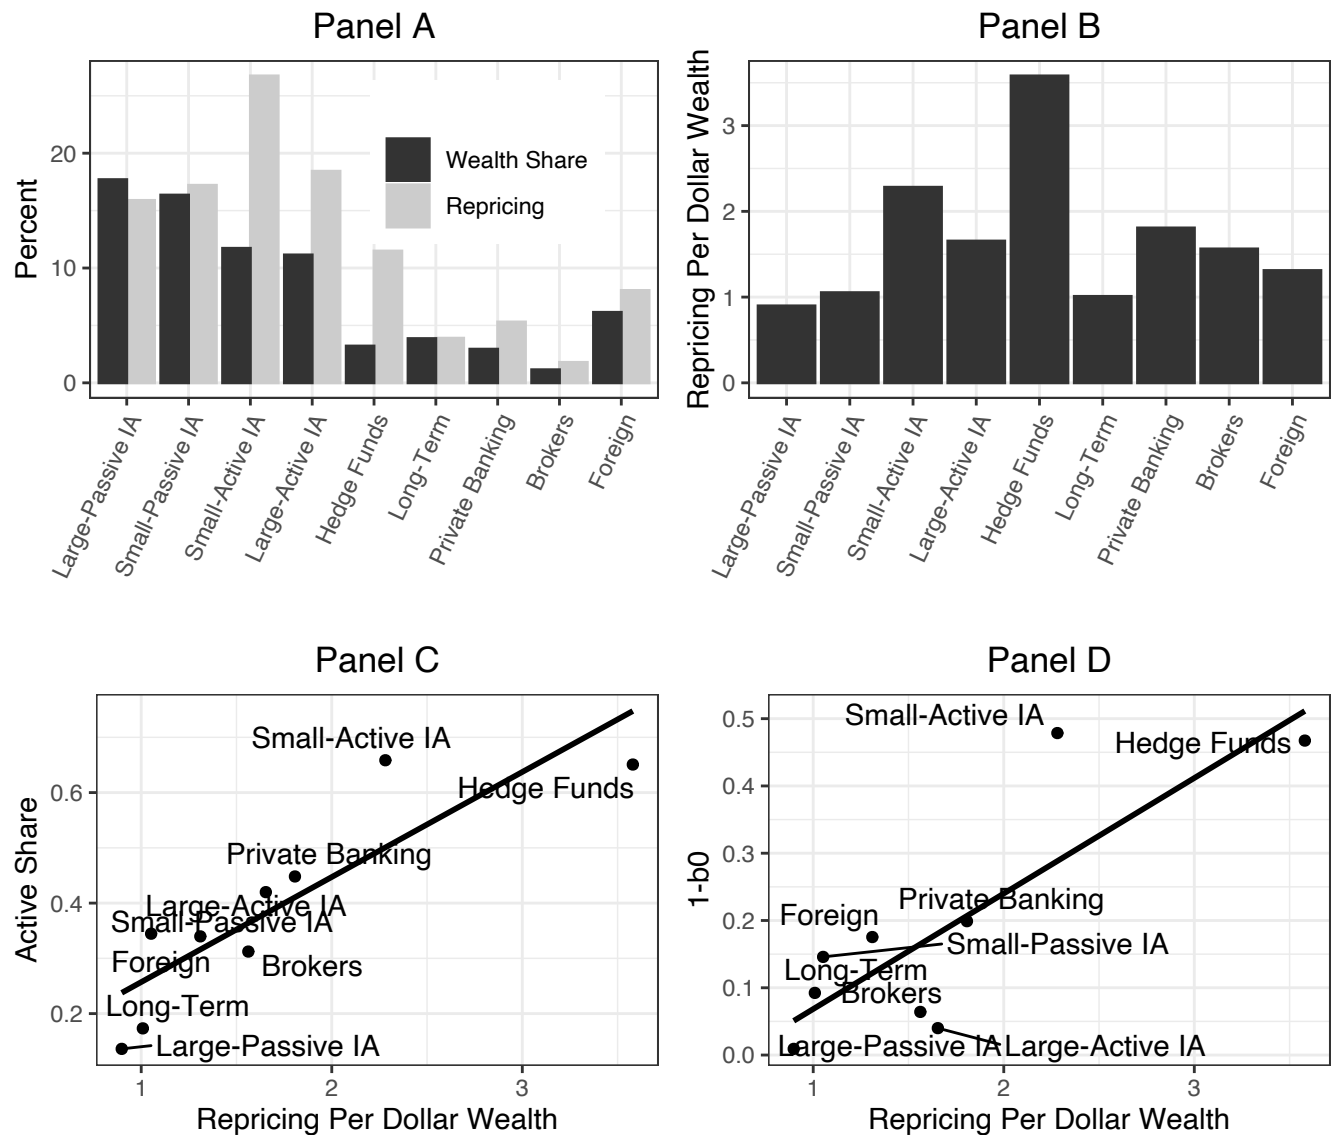 Panel A
Percent
20
10
0
Wealth Share
Repricing
Large-Passive IA
Small-Passive IA
Small-Active IA
Large-Active IA
Hedge Funds
Long-Term
Private Banking
Brokers
Foreign
Panel B
Repricing Per Dollar Wealth
3
2
1
0
Large-Passive IA
Small-Passive IA
Small-Active IA
Large-Active IA
Hedge Funds
Long-Term
Private Banking
Brokers
Foreign
Panel C
Active Share
0.6
0.4
0.2
Small-Active IA
Hedge Funds
Private Banking
Large-Active IA
Small-Passive IA
Foreign
Brokers
Long-Term
Large-Passive IA
1
2
3
Repricing Per Dollar Wealth
Panel D
1-b0
0.5
0.4
0.3
0.2
0.1
0.0
Small-Active IA
Hedge Funds
Private Banking
Foreign
Small-Passive IA
Long-Term
Brokers
Large-Passive IA
Large-Active IA
1
2
3
Repricing Per Dollar Wealth